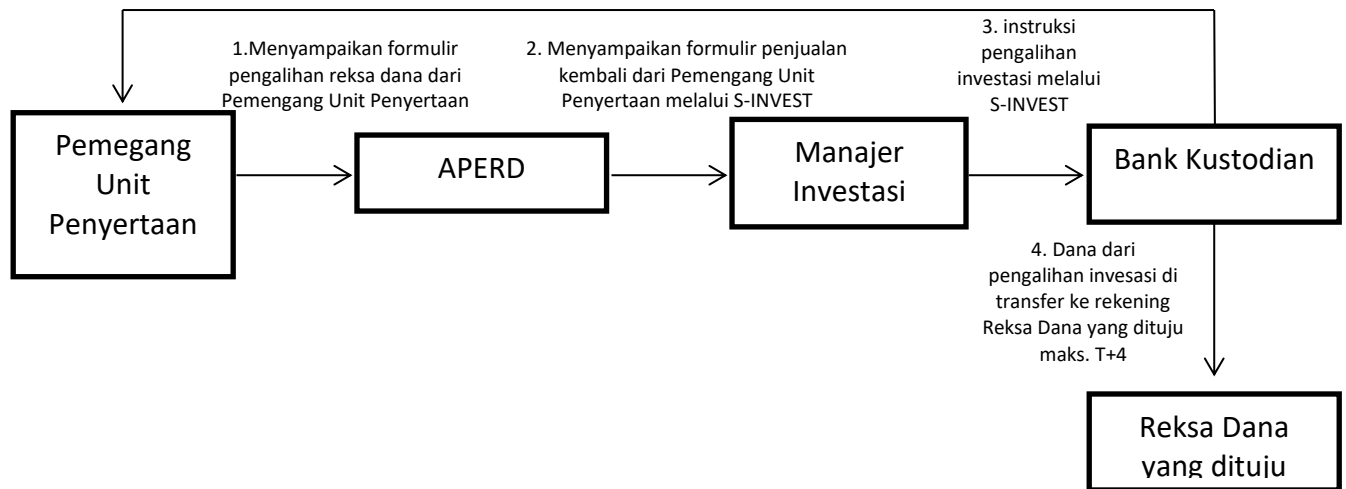 1.Menyampaikan formulir
pengalihan reksa dana dari
Pemengang Unit Penyertaan
2. Menyampaikan formulir penjualan
kembali dari Pemengang Unit
Penyertaan melalui S-INVEST
3. instruksi
pengalihan
investasi melalui
S-INVEST
Pemegang
Unit
Penyertaan
APERD
Manajer
Investasi
Bank Kustodian
4. Dana dari
pengalihan invesasi di
transfer ke rekening
Reksa Dana yang dituju
maks. T+4
Reksa Dana
yang dituju